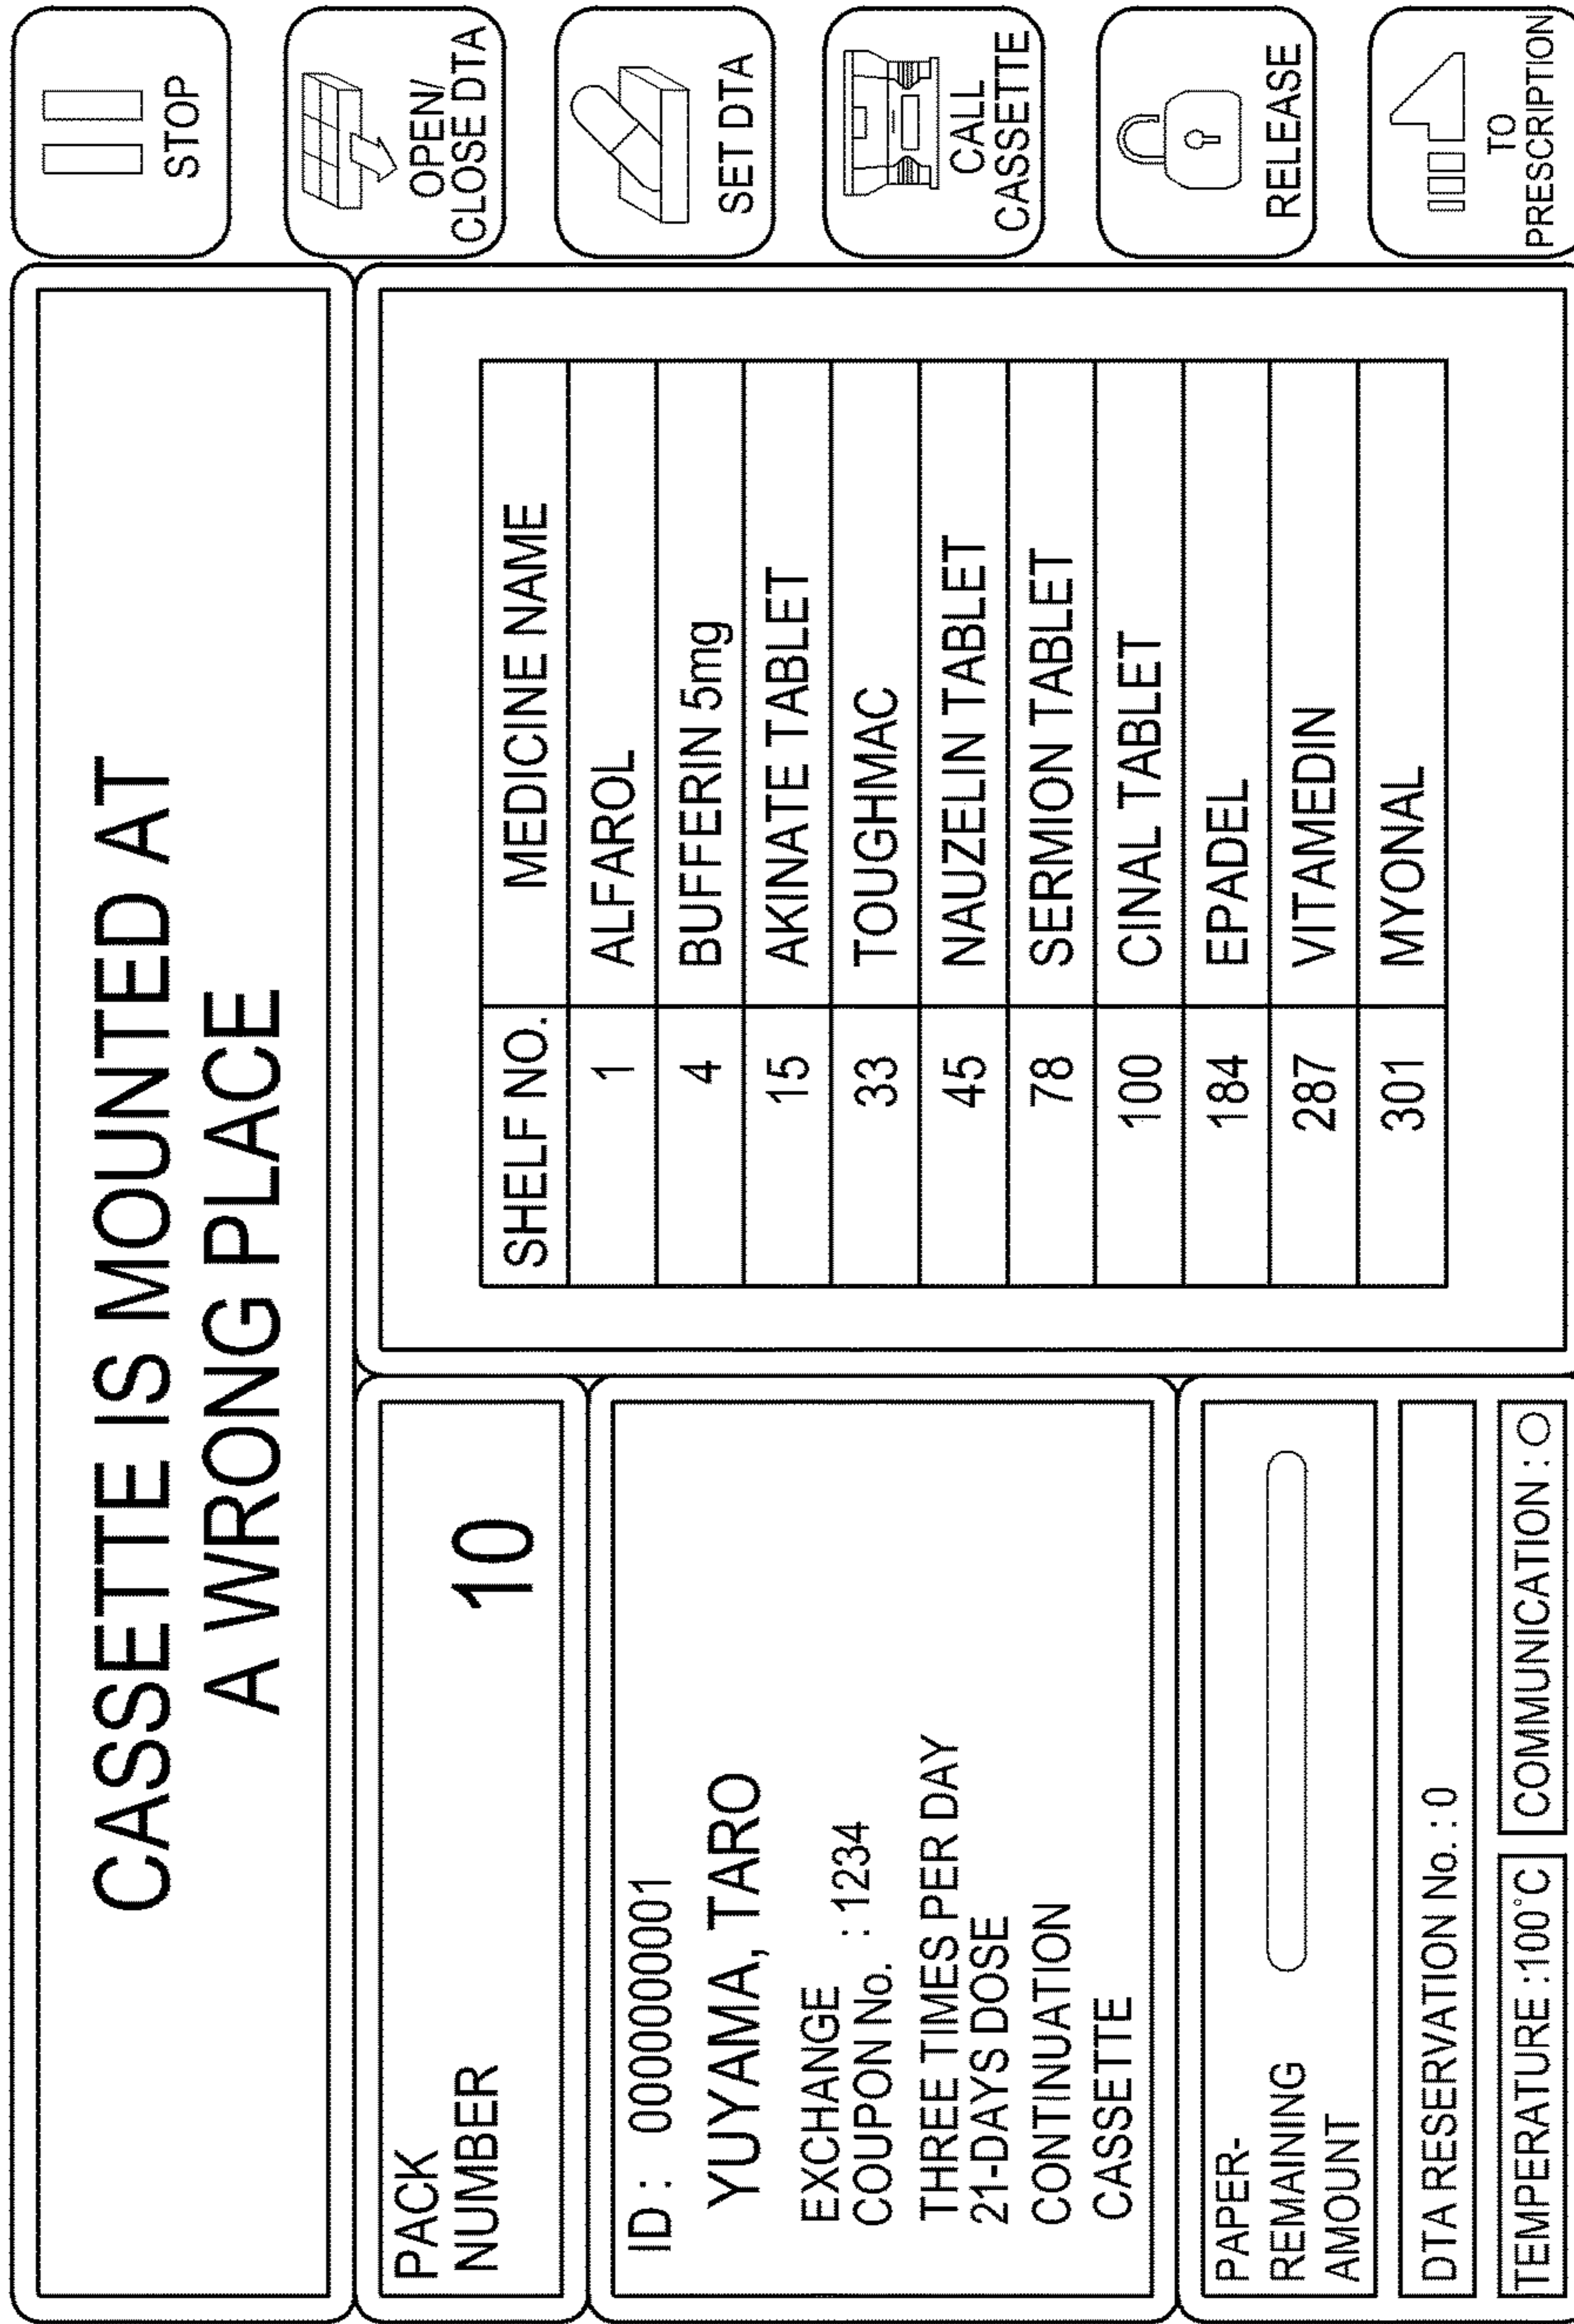 CASSETTE IS MOUNTED AT
A WRONG PLACE
PACK
NUMBER
10
ID : 000000001
YUYAMA, TARO
EXCHANGE
COUPON No. : 1234
THREE TIMES PER DAY
21-DAYS DOSE
CONTINUATION
CASSETTE
PAPER-
REMAINING
AMOUNT
DTA RESERVATION No. : 0
TEMPERATURE :100°C
COMMUNICATION : ○
SHELF NO. MEDICINE NAME
1 ALFAROL
4 BUFFERIN 5mg
15 AKINATE TABLET
33 TOUGHMAC
45 NAUZELIN TABLET
78 SERMION TABLET
100 CINAL TABLET
184 EPADEL
287 VITAMEDIN
301 MYONAL
STOP
OPEN/
CLOSE DTA
SET DTA
CALL
CASSETTE
RELEASE
TO
PRESCRIPTION